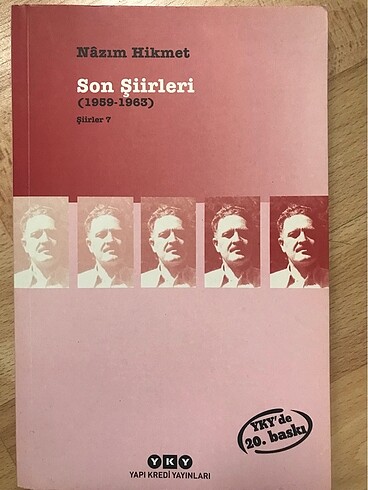 Nâzım Hikmet
Son Şiirleri
(1959-1963)
Şiirler 7
YKY'de
20. baskı
YKY
YAPI KREDİ YAYINLARI